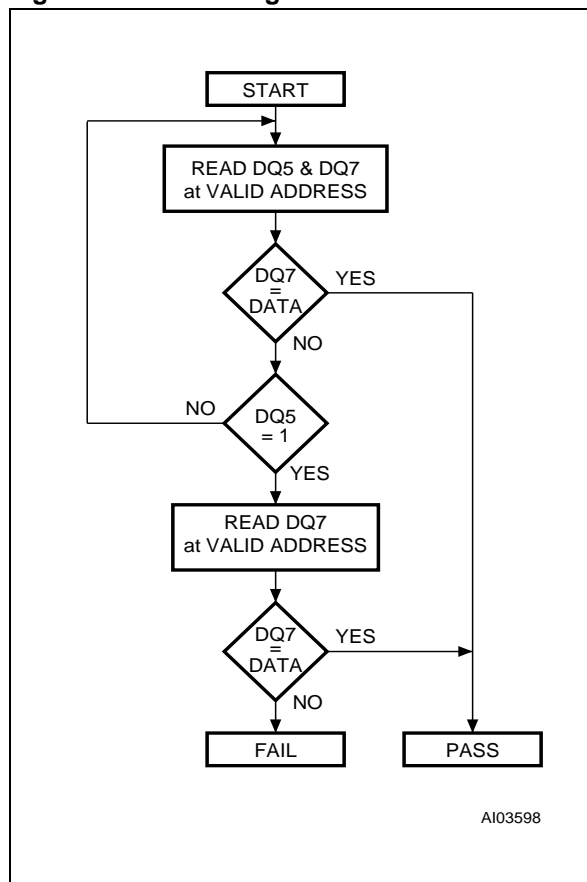 START
READ DQ5 & DQ7
at VALID ADDRESS
DQ7
=
DATA
YES
NO
NO
DQ5
= 1
YES
READ DQ7
at VALID ADDRESS
DQ7
=
DATA
YES
NO
FAIL
PASS
AI03598